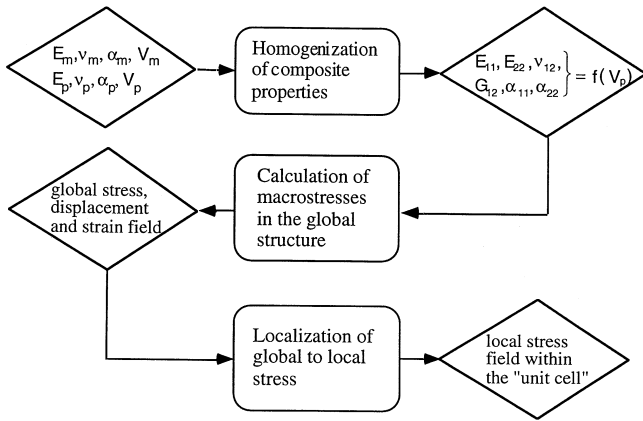 Eₘ,νₘ, αₘ, Vₘ
Eₚ,νₚ, αₚ, Vₚ
Homogenization
of composite
properties
E₁₁, E₂₂, ν₁₂,
G₁₂,α₁₁,α₂₂ } = f( Vₚ)
global stress,
displacement
and strain field
Calculation of
macrostresses
in the global
structure
Localization of
global to local
stress
local stress
field within
the "unit cell"